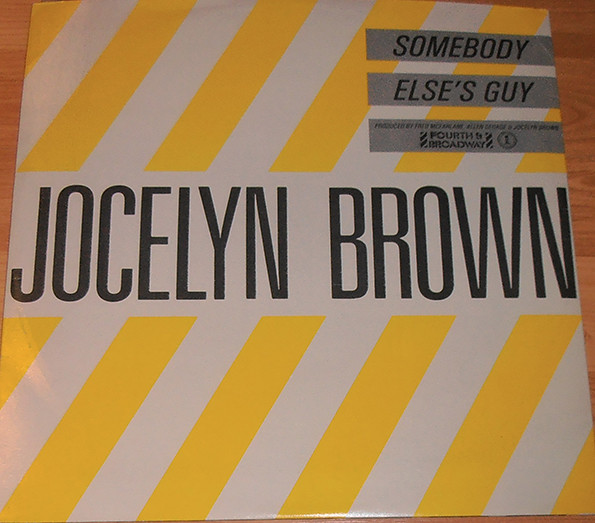 SOMEBODY
ELSE'S GUY
PRODUCED BY FRED McFARLANE, ALLEN GEORGE & JOCELYN BROWN
FOURTH &
BROADWAY
JOCELYN BROWN